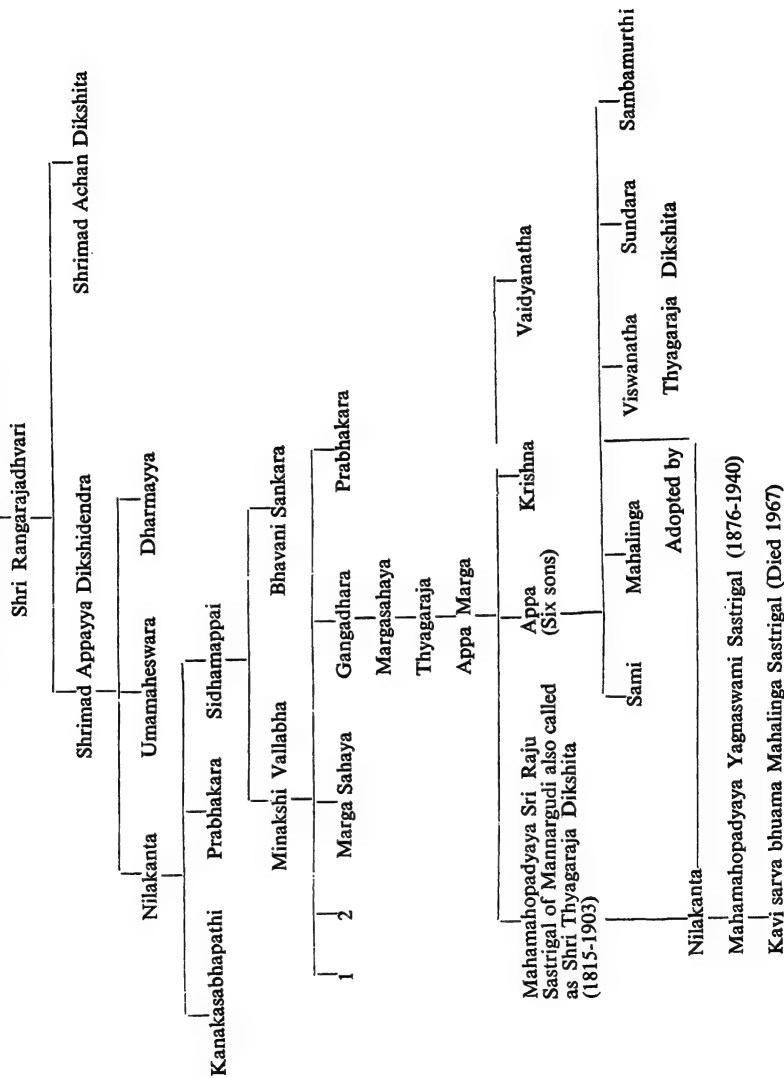 Shri Rangarajadhvari
Shrimad Appayya Dikshidendra
Shrimad Achan Dikshita
Nilakanta
Umamaheswara
Dharmayya
Kanakasabhapathi
Prabhakara
Sidhamappai
Minakshi Vallabha
Bhavani Sankara
1
2
Marga Sahaya
Gangadhara
Prabhakara
Margasahaya
Thyagaraja
Appa Marga
Mahamahopadyaya Sri Raju
Sastrigal of Mannargudi also called
as Shri Thyagaraja Dikshita
(1815-1903)
Appa
(Six sons)
Krishna
Vaidyanatha
Sami
Mahalinga
Viswanatha
Sundara
Sambamurthi
Adopted by
Thyagaraja Dikshita
Nilakanta
Mahamahopadyaya Yagnaswami Sastrigal (1876-1940)
Kavi sarva bhuama Mahalinga Sastrigal (Died 1967)